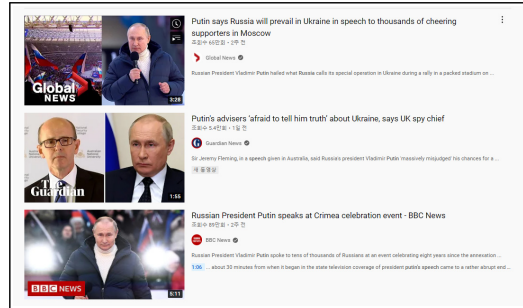 Putin says Russia will prevail in Ukraine in speech to thousands of cheering
supporters in Moscow
조회수 65만회 • 2주 전
Global News
Russian President Vladimir Putin hailed what Russia calls its special operation in Ukraine during a rally in a packed stadium on ...
Global
NEWS
3:28
Putin's advisers 'afraid to tell him truth' about Ukraine, says UK spy chief
조회수 5.4만회 • 1일 전
Guardian News
Sir Jeremy Fleming, in a speech given in Australia, said Russia's president Vladimir Putin 'massively misjudged' his chances for a ...
새 동영상
The
Guardian
1:55
Russian President Putin speaks at Crimea celebration event - BBC News
조회수 89만회 • 2주 전
BBC News
Russian President Vladimir Putin spoke to tens of thousands of Russians at an event celebrating eight years since the annexation ...
1:06 ... about 30 minutes from when it began in the state television coverage of president putin's speech came to a rather abrupt and...
BBC NEWS
5:11